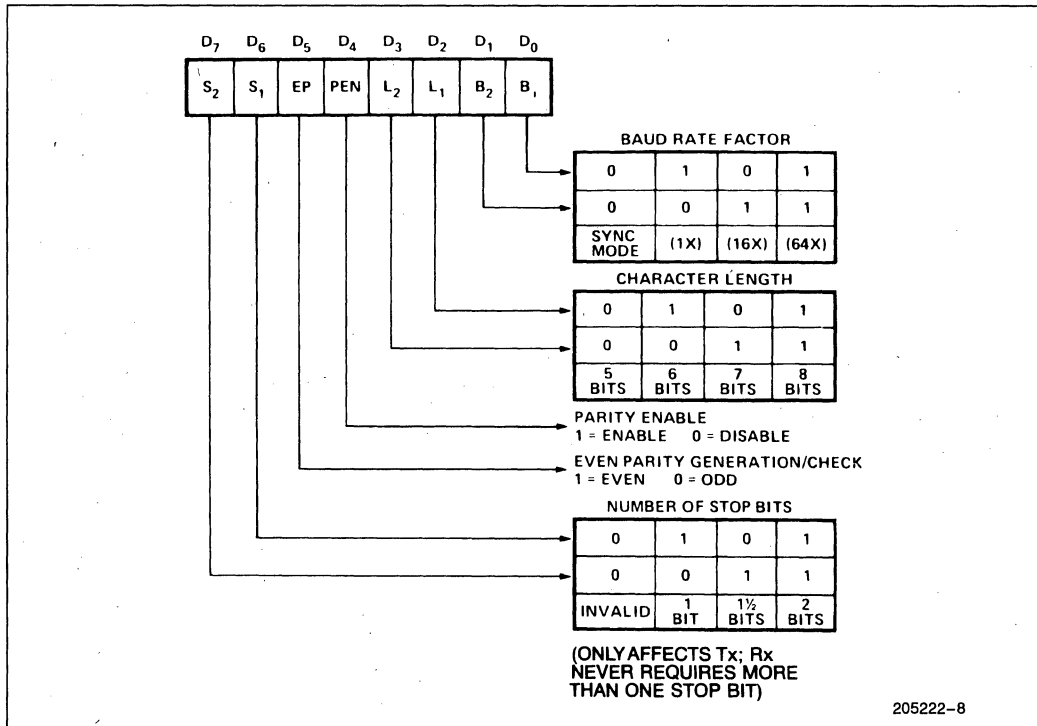 D7 D6 D5 D4 D3 D2 D1 D0
S2 S1 EP PEN L2 L1 B2 B1
BAUD RATE FACTOR
0 1 0 1
0 0 1 1
SYNC MODE (1X) (16X) (64X)
CHARACTER LENGTH
0 1 0 1
0 0 1 1
5 BITS 6 BITS 7 BITS 8 BITS
PARITY ENABLE
1 = ENABLE 0 = DISABLE
EVEN PARITY GENERATION/CHECK
1 = EVEN 0 = ODD
NUMBER OF STOP BITS
0 1 0 1
0 0 1 1
INVALID 1 BIT 1½ BITS 2 BITS
(ONLY AFFECTS Tx; Rx
NEVER REQUIRES MORE
THAN ONE STOP BIT)
205222-8